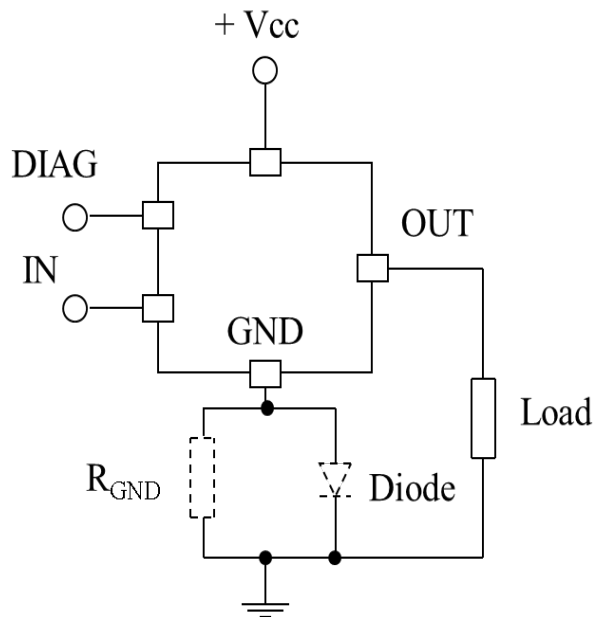 + Vcc
DIAG
OUT
IN
GND
Load
RGND
Diode